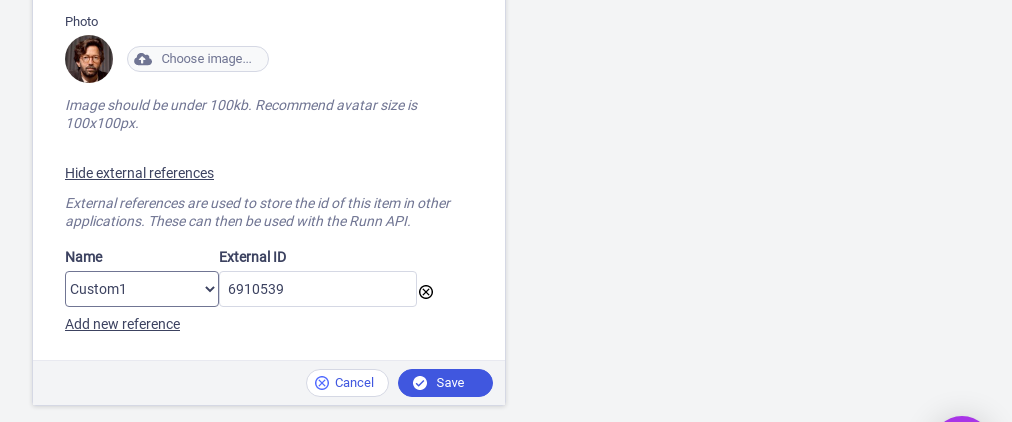 Photo
Choose image...
Image should be under 100kb. Recommend avatar size is
100x100px.
Hide external references
External references are used to store the id of this item in other
applications. These can then be used with the Runn API.
Name External ID
Custom1 6910539
Add new reference
Cancel Save